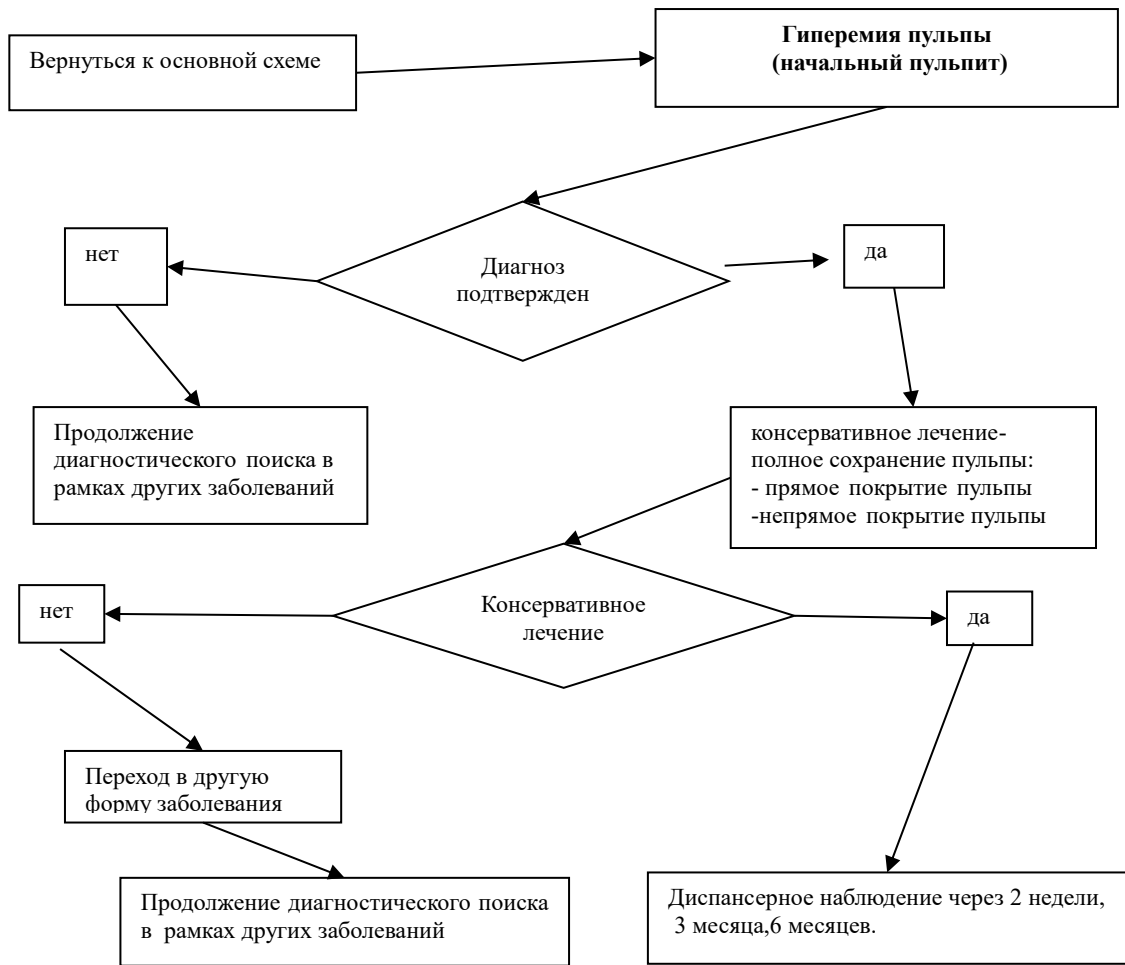 Вернуться к основной схеме
Гиперемия пульпы
(начальный пульпит)
нет
Диагноз
подтвержден
да
Продолжение
диагностического поиска в
рамках других заболеваний
консервативное лечение-
полное сохранение пульпы:
- прямое покрытие пульпы
-непрямое покрытие пульпы
нет
Консервативное
лечение
да
Переход в другую
форму заболевания
Продолжение диагностического поиска
в рамках других заболеваний
Диспансерное наблюдение через 2 недели,
3 месяца,6 месяцев.